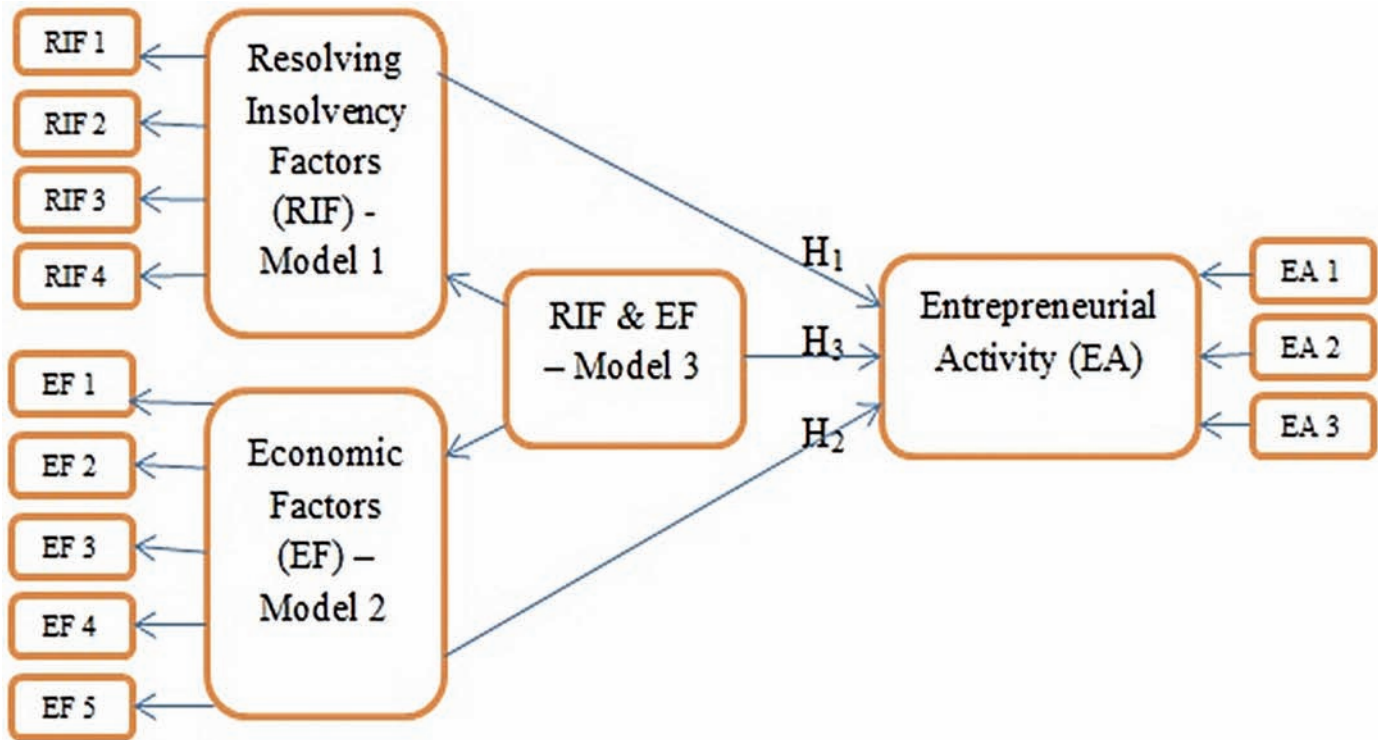 RIF 1
RIF 2
RIF 3
RIF 4
Resolving
Insolvency
Factors
(RIF) -
Model 1
EF 1
EF 2
EF 3
EF 4
EF 5
Economic
Factors
(EF) –
Model 2
RIF & EF
– Model 3
H₁
H₃
H₂
Entrepreneurial
Activity (EA)
EA 1
EA 2
EA 3